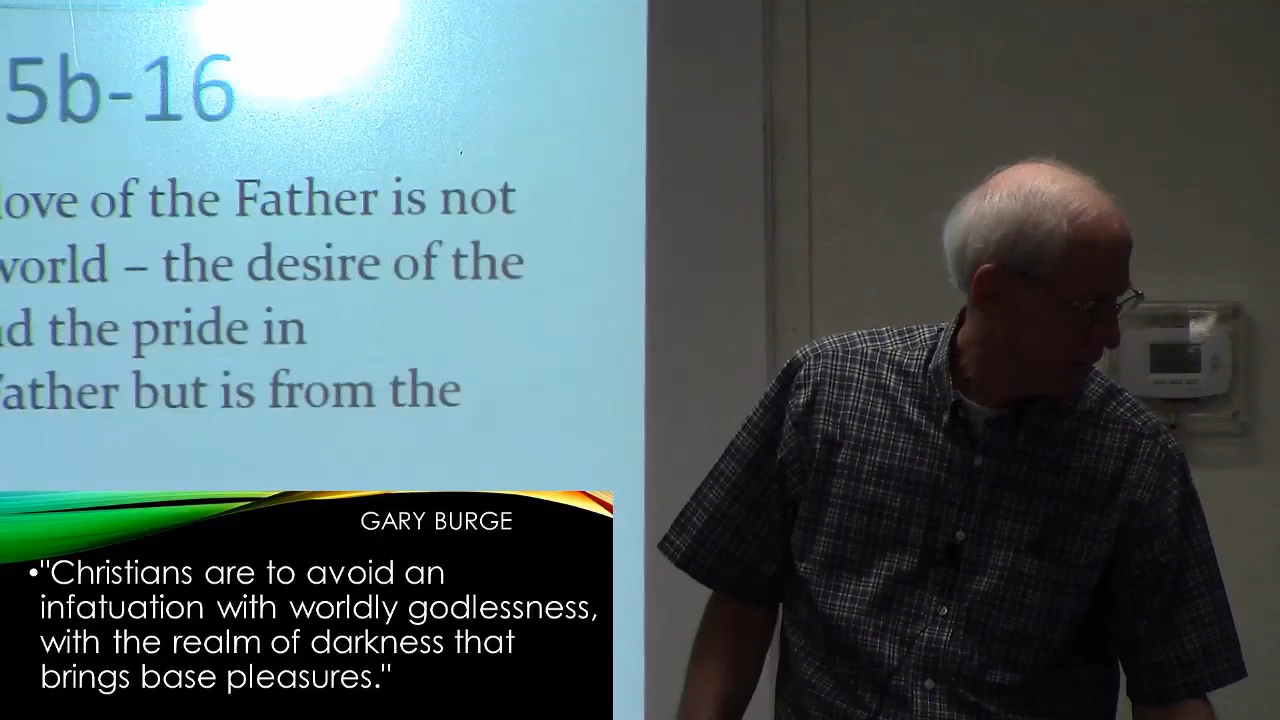 5b-16
love of the Father is not
world – the desire of the
nd the pride in
Father but is from the
GARY BURGE
•"Christians are to avoid an
infatuation with worldly godlessness,
with the realm of darkness that
brings base pleasures."